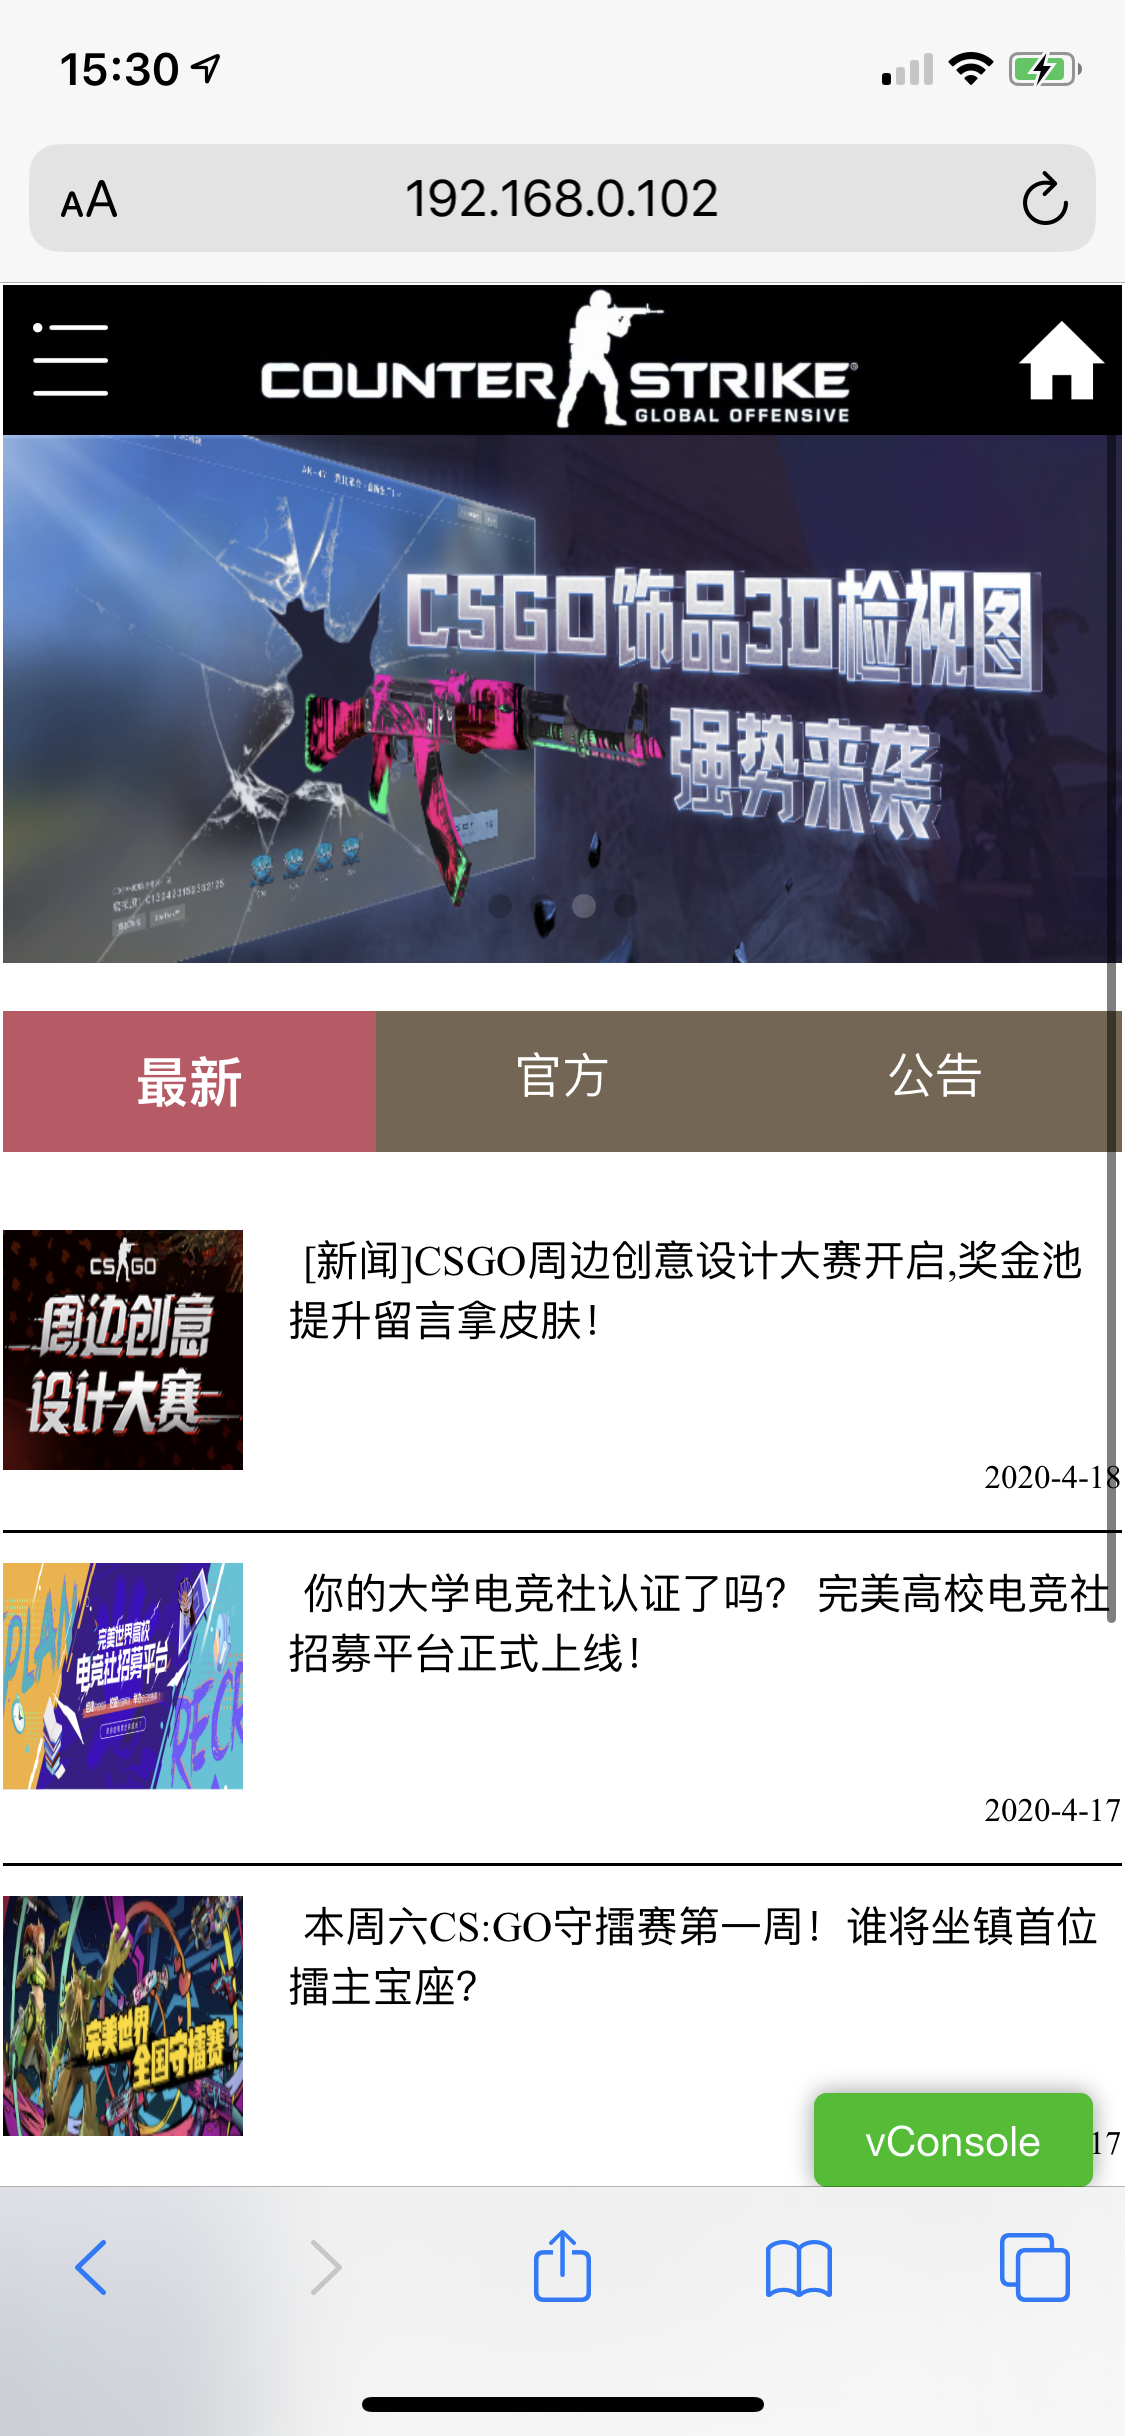 15:30
AA
192.168.0.102
COUNTER STRIKE
GLOBAL OFFENSIVE
CSGO饰品3D检视图
强势来袭
最新
官方
公告
CS GO
周边创意
设计大赛
[新闻]CSGO周边创意设计大赛开启,奖金池
提升留言拿皮肤！
2020-4-18
PLAY
完美世界高校
电竞社招募平台
RECR
你的大学电竞社认证了吗？ 完美高校电竞社
招募平台正式上线！
2020-4-17
完美世界
全国守擂赛
本周六CS:GO守擂赛第一周！谁将坐镇首位
擂主宝座？
17
vConsole